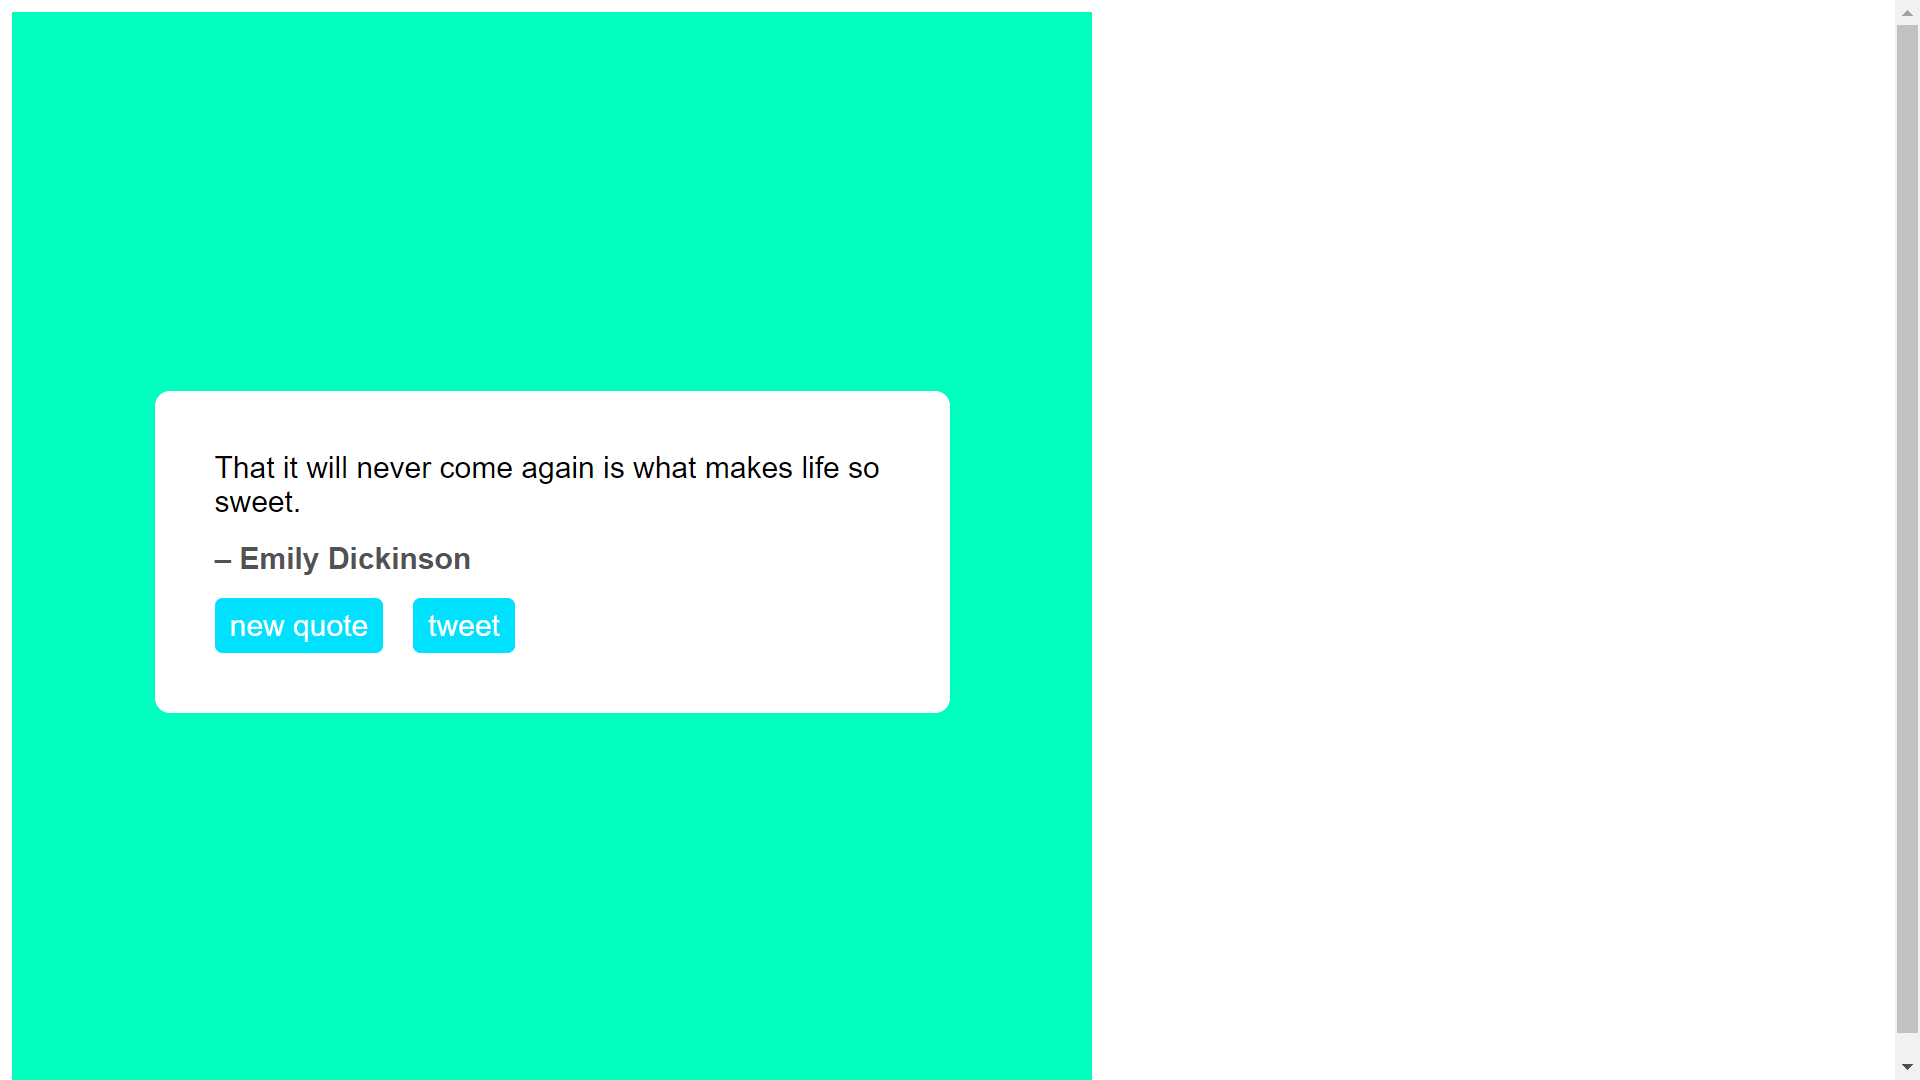 That it will never come again is what makes life so
sweet.
– Emily Dickinson
new quote
tweet